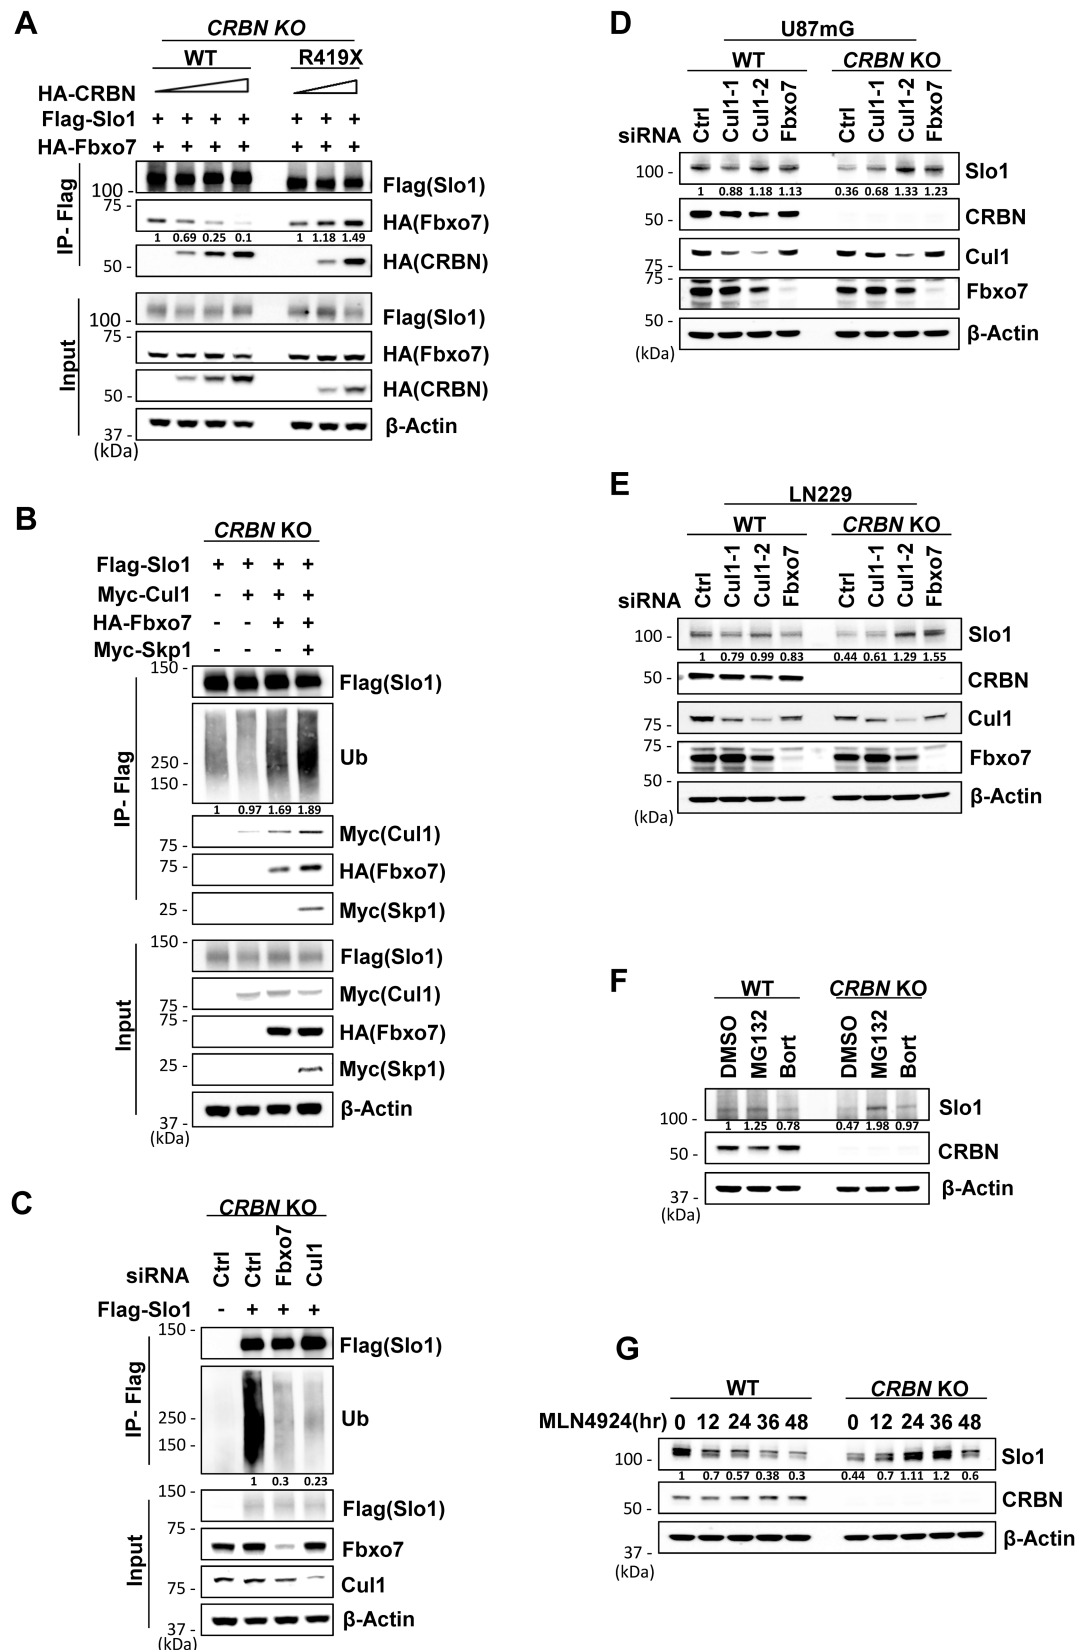 A
CRBN KO
WT R419X
HA-CRBN
Flag-Slo1 + + + + + + +
HA-Fbxo7 + + + + + + +
IP- Flag
100 - Flag(Slo1)
75 - HA(Fbxo7)
1 0.69 0.25 0.1 1 1.18 1.49
50 - HA(CRBN)
Input
100 - Flag(Slo1)
75 - HA(Fbxo7)
50 - HA(CRBN)
37 - β-Actin
(kDa)
B
CRBN KO
Flag-Slo1 + + + +
Myc-Cul1 - + + +
HA-Fbxo7 - - + +
Myc-Skp1 - - - +
IP- Flag
150 - Flag(Slo1)
250 - Ub
150 -
1 0.97 1.69 1.89
75 - Myc(Cul1)
75 - HA(Fbxo7)
25 - Myc(Skp1)
Input
150 - Flag(Slo1)
75 - Myc(Cul1)
75 - HA(Fbxo7)
25 - Myc(Skp1)
37 - β-Actin
(kDa)
C
CRBN KO
siRNA Ctrl Ctrl Fbxo7 Cul1
Flag-Slo1 - + + +
IP- Flag
150 - Flag(Slo1)
250 - Ub
150 -
1 0.3 0.23
Input
150 - Flag(Slo1)
75 - Fbxo7
75 - Cul1
37 - β-Actin
(kDa)
D
U87mG
WT CRBN KO
siRNA Ctrl Cul1-1 Cul1-2 Fbxo7 Ctrl Cul1-1 Cul1-2 Fbxo7
100 - Slo1
1 0.88 1.18 1.13 0.36 0.68 1.33 1.23
50 - CRBN
75 - Cul1
75 - Fbxo7
50 - β-Actin
(kDa)
E
LN229
WT CRBN KO
siRNA Ctrl Cul1-1 Cul1-2 Fbxo7 Ctrl Cul1-1 Cul1-2 Fbxo7
100 - Slo1
1 0.79 0.99 0.83 0.44 0.61 1.29 1.55
50 - CRBN
75 - Cul1
75 - Fbxo7
50 - β-Actin
(kDa)
F
WT CRBN KO
DMSO MG132 Bort DMSO MG132 Bort
100 - Slo1
1 1.25 0.78 0.47 1.98 0.97
50 - CRBN
37 - β-Actin
(kDa)
G
WT CRBN KO
MLN4924(hr) 0 12 24 36 48 0 12 24 36 48
100 - Slo1
1 0.7 0.57 0.38 0.3 0.44 0.7 1.11 1.2 0.6
50 - CRBN
37 - β-Actin
(kDa)